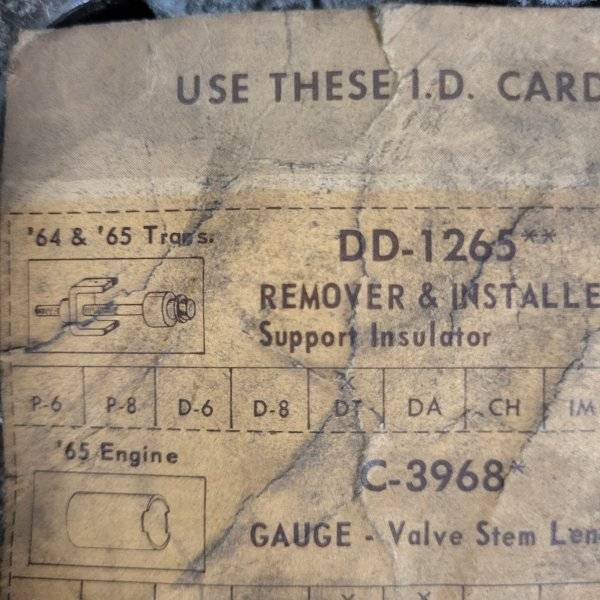 USE THESE I.D. CARD
'64 & '65 Trans.
DD-1265**
REMOVER & INSTALLE
Support Insulator
P-6 P-8 D-6 D-8 DT DA CH IM
X
'65 Engine
C-3968*
GAUGE - Valve Stem Len
X X